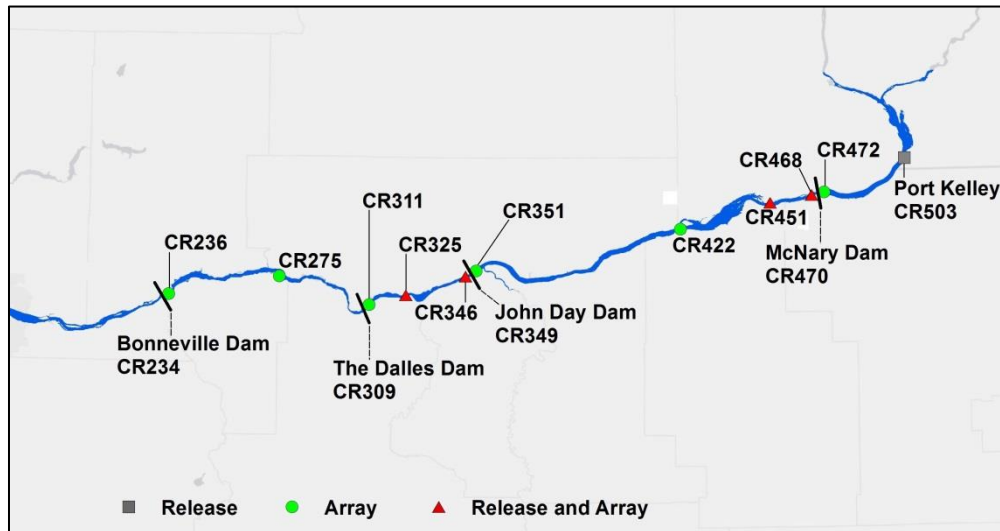 CR468
CR472
Port Kelley
CR503
CR451
McNary Dam
CR470
CR422
CR311
CR351
CR325
CR236
CR275
CR346
John Day Dam
CR349
Bonneville Dam
CR234
The Dalles Dam
CR309
Release
Array
Release and Array